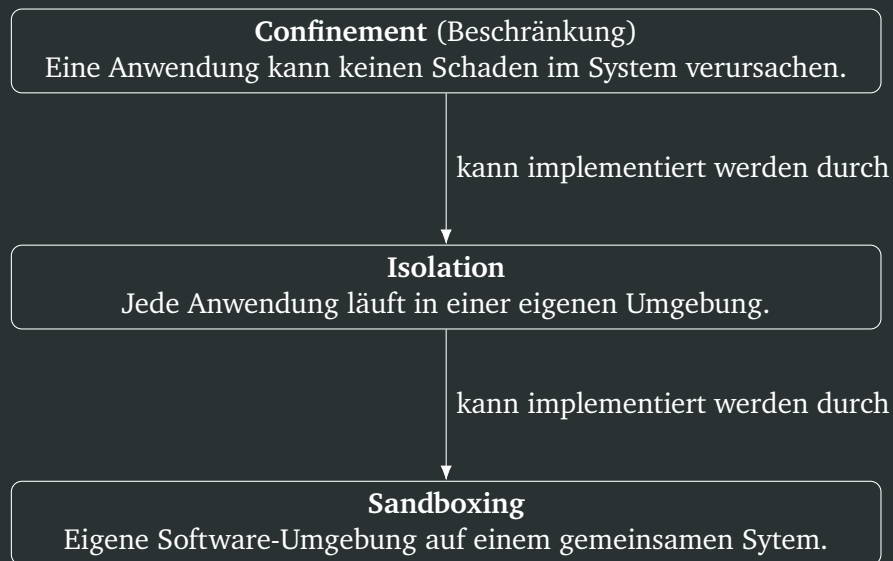 Confinement (Beschränkung)
Eine Anwendung kann keinen Schaden im System verursachen.
kann implementiert werden durch
Isolation
Jede Anwendung läuft in einer eigenen Umgebung.
kann implementiert werden durch
Sandboxing
Eigene Software-Umgebung auf einem gemeinsamen Sytem.